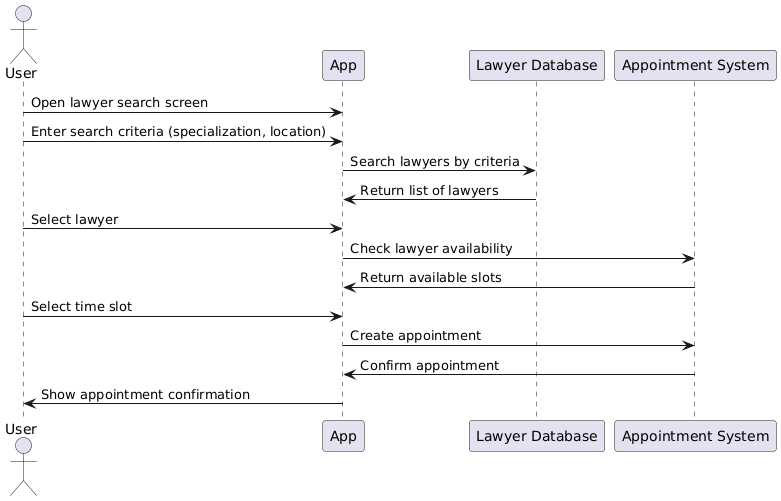 User
App
Lawyer Database
Appointment System
Open lawyer search screen
Enter search criteria (specialization, location)
Search lawyers by criteria
Return list of lawyers
Select lawyer
Check lawyer availability
Return available slots
Select time slot
Create appointment
Confirm appointment
Show appointment confirmation
User
App
Lawyer Database
Appointment System